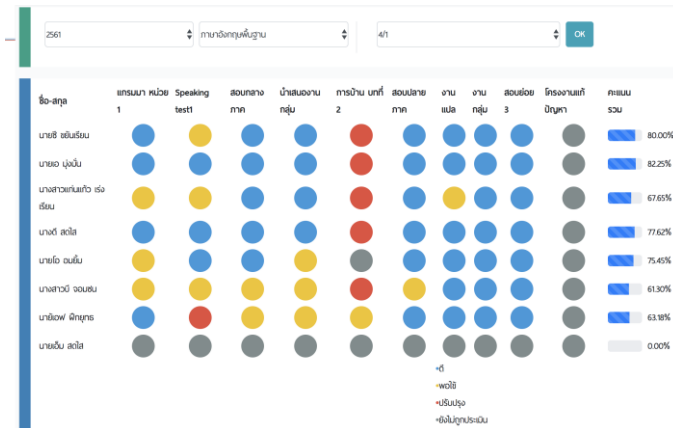 2561 ภาษาอังกฤษพื้นฐาน 4/1 OK
ชื่อ-สกุล แกรมมา หน่วย 1 Speaking test1 สอบกลาง ภาค นำเสนองาน กลุ่ม การบ้าน บทที่ 2 สอบปลาย ภาค งาน แปล งาน กลุ่ม สอบย่อย 3 โครงงานแก้ ปัญหา คะแนน รวม
นายซี ขยันเรียน 80.00%
นายเอ มุ่งมั่น 82.25%
นางสาวแก่นแก้ว เร่ง เรียน 67.65%
นางดี สดใส 77.62%
นายโอ อมยิ้ม 75.45%
นางสาวบี จอมซน 61.30%
นายเอฟ ฝึกยุทธ 63.18%
นายเอ็ม สดใส 0.00%
•ดี
•พอใช้
•ปรับปรุง
•ยังไม่ถูกประเมิน